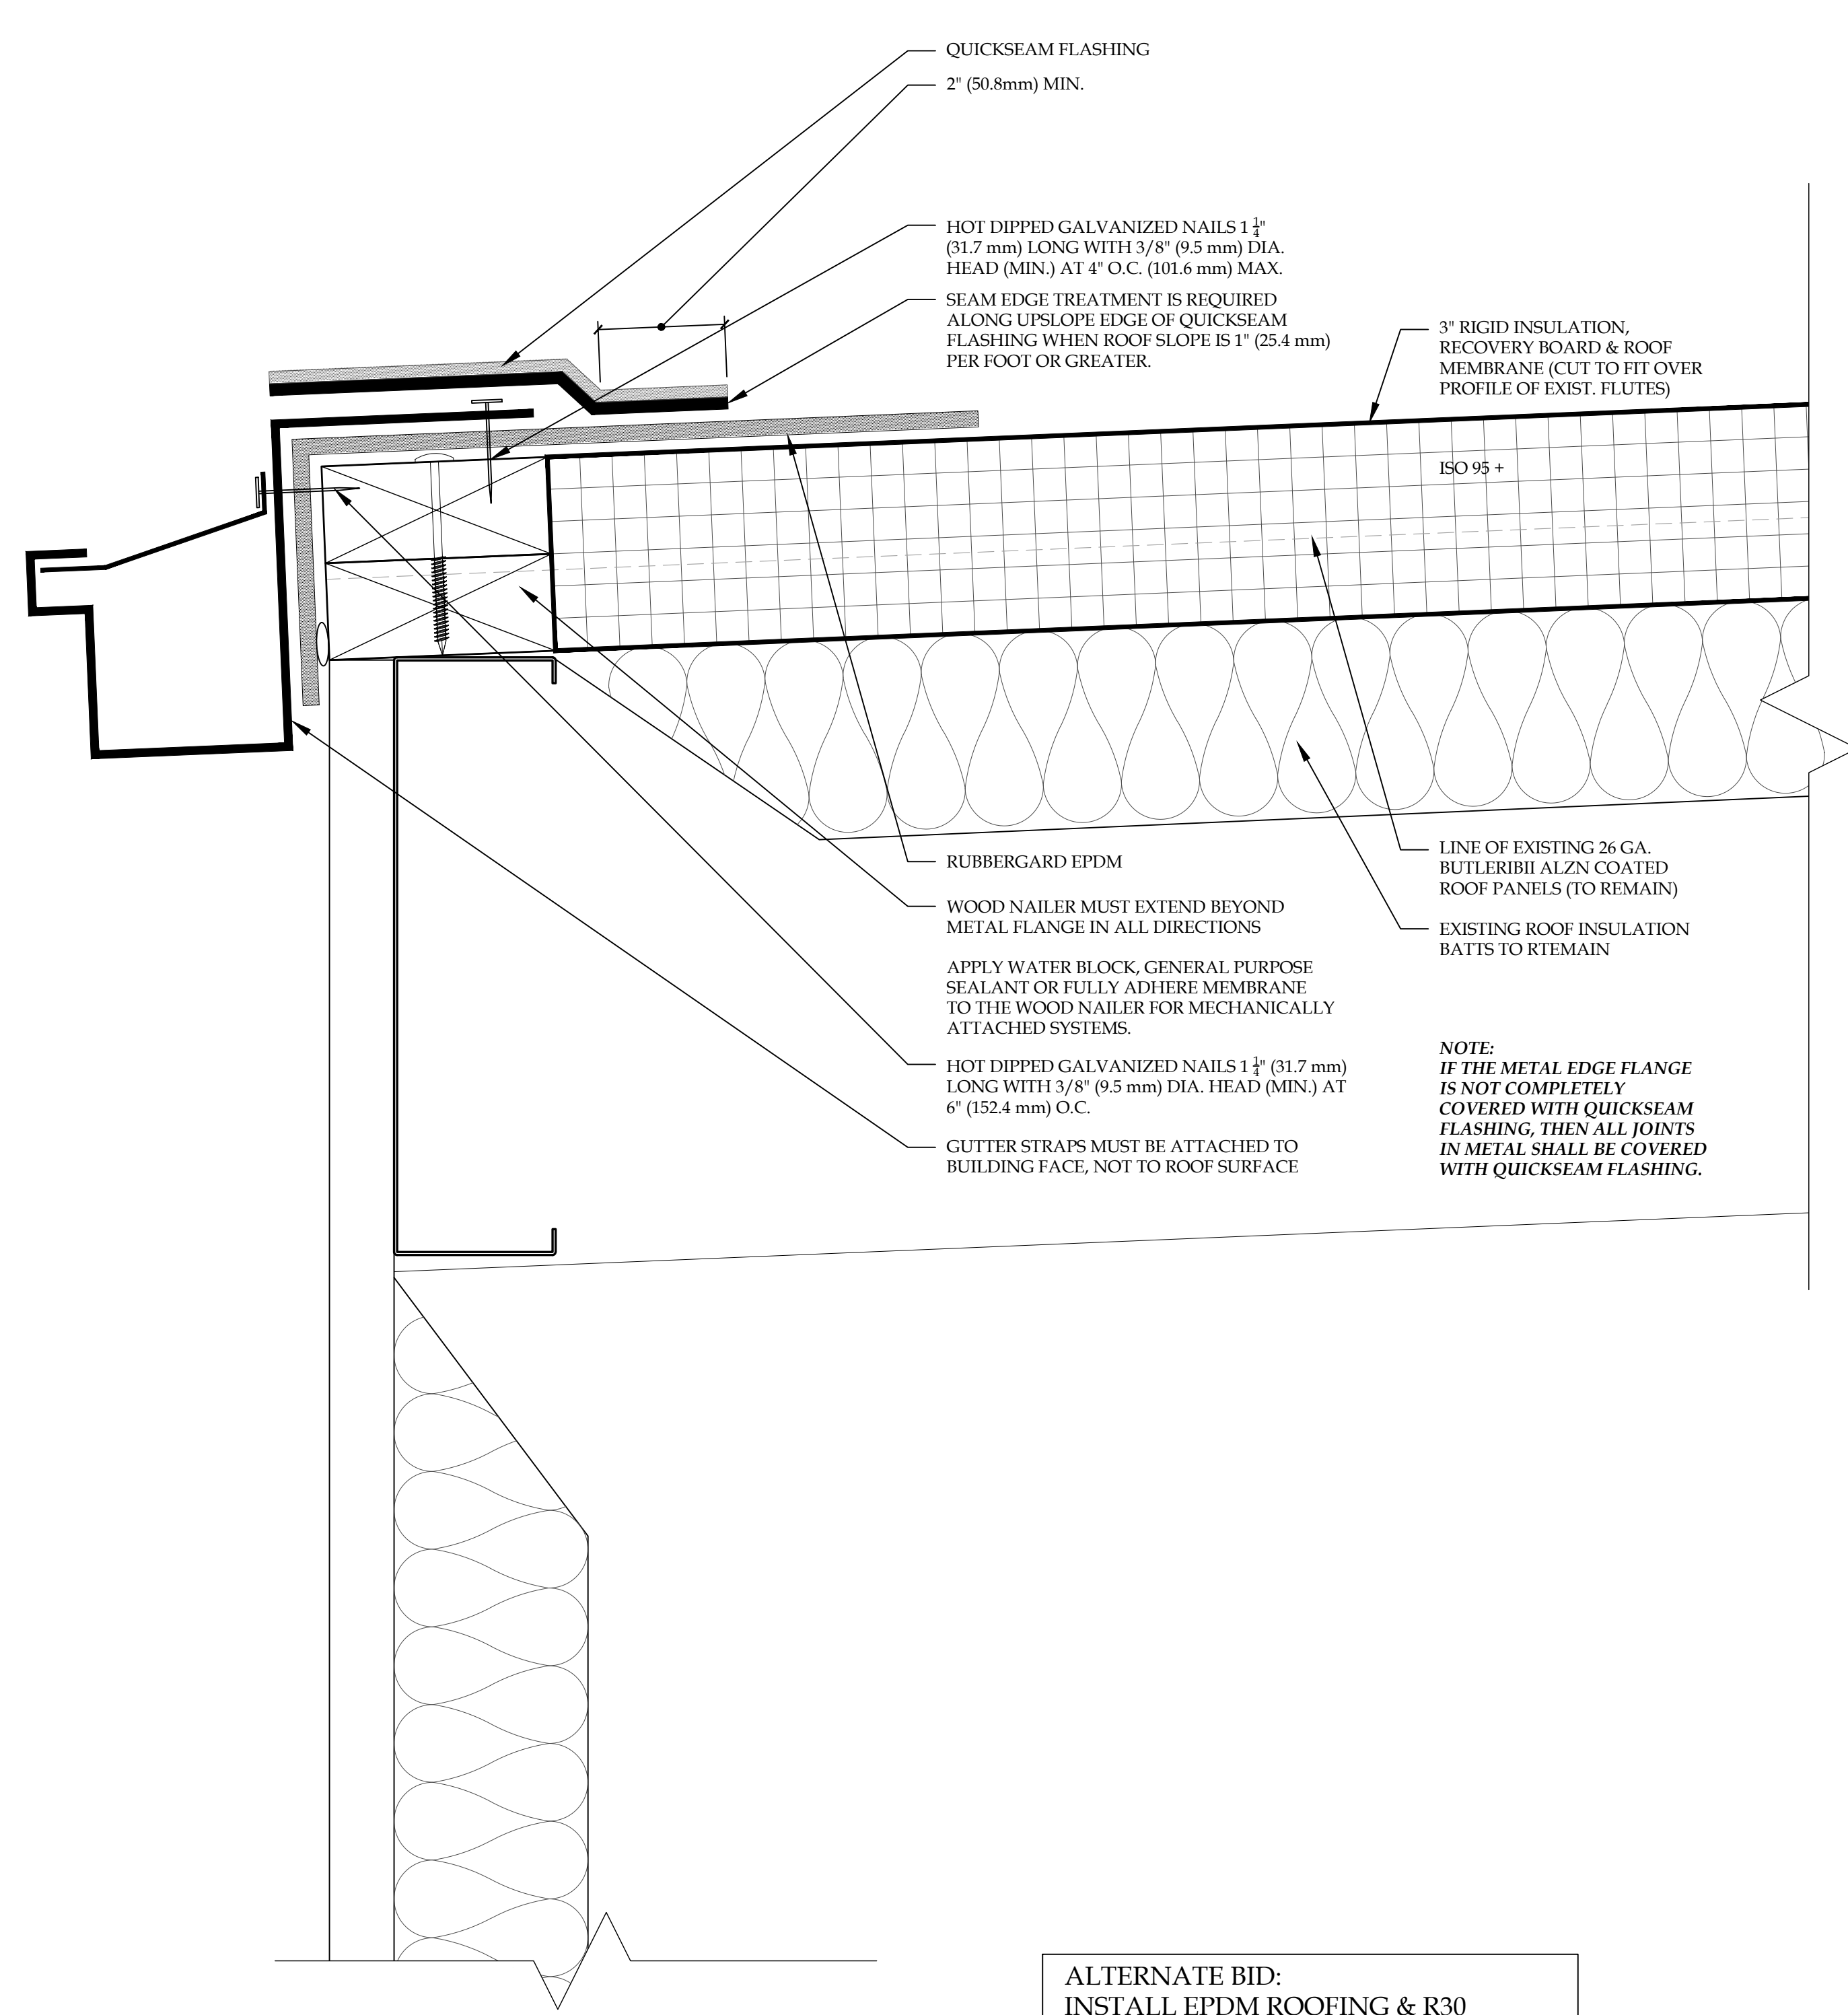 QUICKSEAM FLASHING
2" (50.8mm) MIN.
HOT DIPPED GALVANIZED NAILS 1 1/4"
(31.7 mm) LONG WITH 3/8" (9.5 mm) DIA.
HEAD (MIN.) AT 4" O.C. (101.6 mm) MAX.
SEAM EDGE TREATMENT IS REQUIRED
ALONG UPSLOPE EDGE OF QUICKSEAM
FLASHING WHEN ROOF SLOPE IS 1" (25.4 mm)
PER FOOT OR GREATER.
3" RIGID INSULATION,
RECOVERY BOARD & ROOF
MEMBRANE (CUT TO FIT OVER
PROFILE OF EXIST. FLUTES)
ISO 95 +
RUBBERGARD EPDM
WOOD NAILER MUST EXTEND BEYOND
METAL FLANGE IN ALL DIRECTIONS
APPLY WATER BLOCK, GENERAL PURPOSE
SEALANT OR FULLY ADHERE MEMBRANE
TO THE WOOD NAILER FOR MECHANICALLY
ATTACHED SYSTEMS.
HOT DIPPED GALVANIZED NAILS 1 1/4" (31.7 mm)
LONG WITH 3/8" (9.5 mm) DIA. HEAD (MIN.) AT
6" (152.4 mm) O.C.
GUTTER STRAPS MUST BE ATTACHED TO
BUILDING FACE, NOT TO ROOF SURFACE
LINE OF EXISTING 26 GA.
BUTLERIBII ALZN COATED
ROOF PANELS (TO REMAIN)
EXISTING ROOF INSULATION
BATTS TO RTEMAIN
NOTE:
IF THE METAL EDGE FLANGE
IS NOT COMPLETELY
COVERED WITH QUICKSEAM
FLASHING, THEN ALL JOINTS
IN METAL SHALL BE COVERED
WITH QUICKSEAM FLASHING.
ALTERNATE BID:
INSTALL EPDM ROOFING & R30